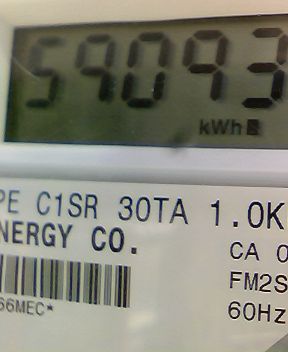 59093
kWh
PE C1SR 30TA 1.0K
NERGY CO.
CA 0
FM2S
66MEC*
60Hz